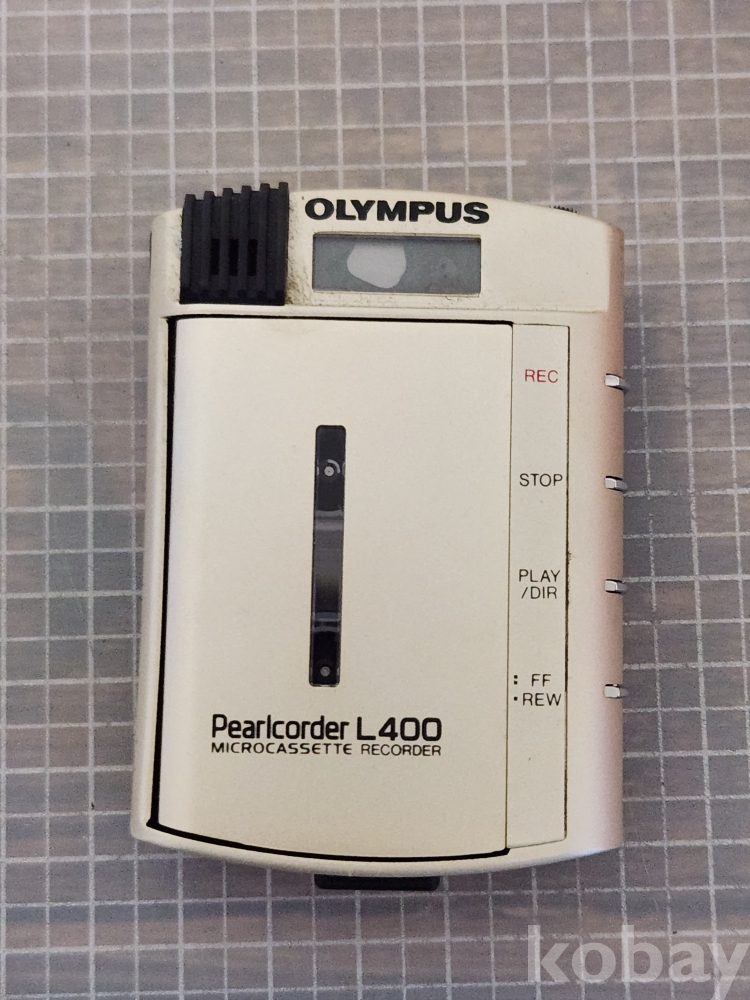 OLYMPUS
REC
STOP
PLAY
/DIR
: FF
·REW
Pearlcorder L400
MICROCASSETTE RECORDER
kobay